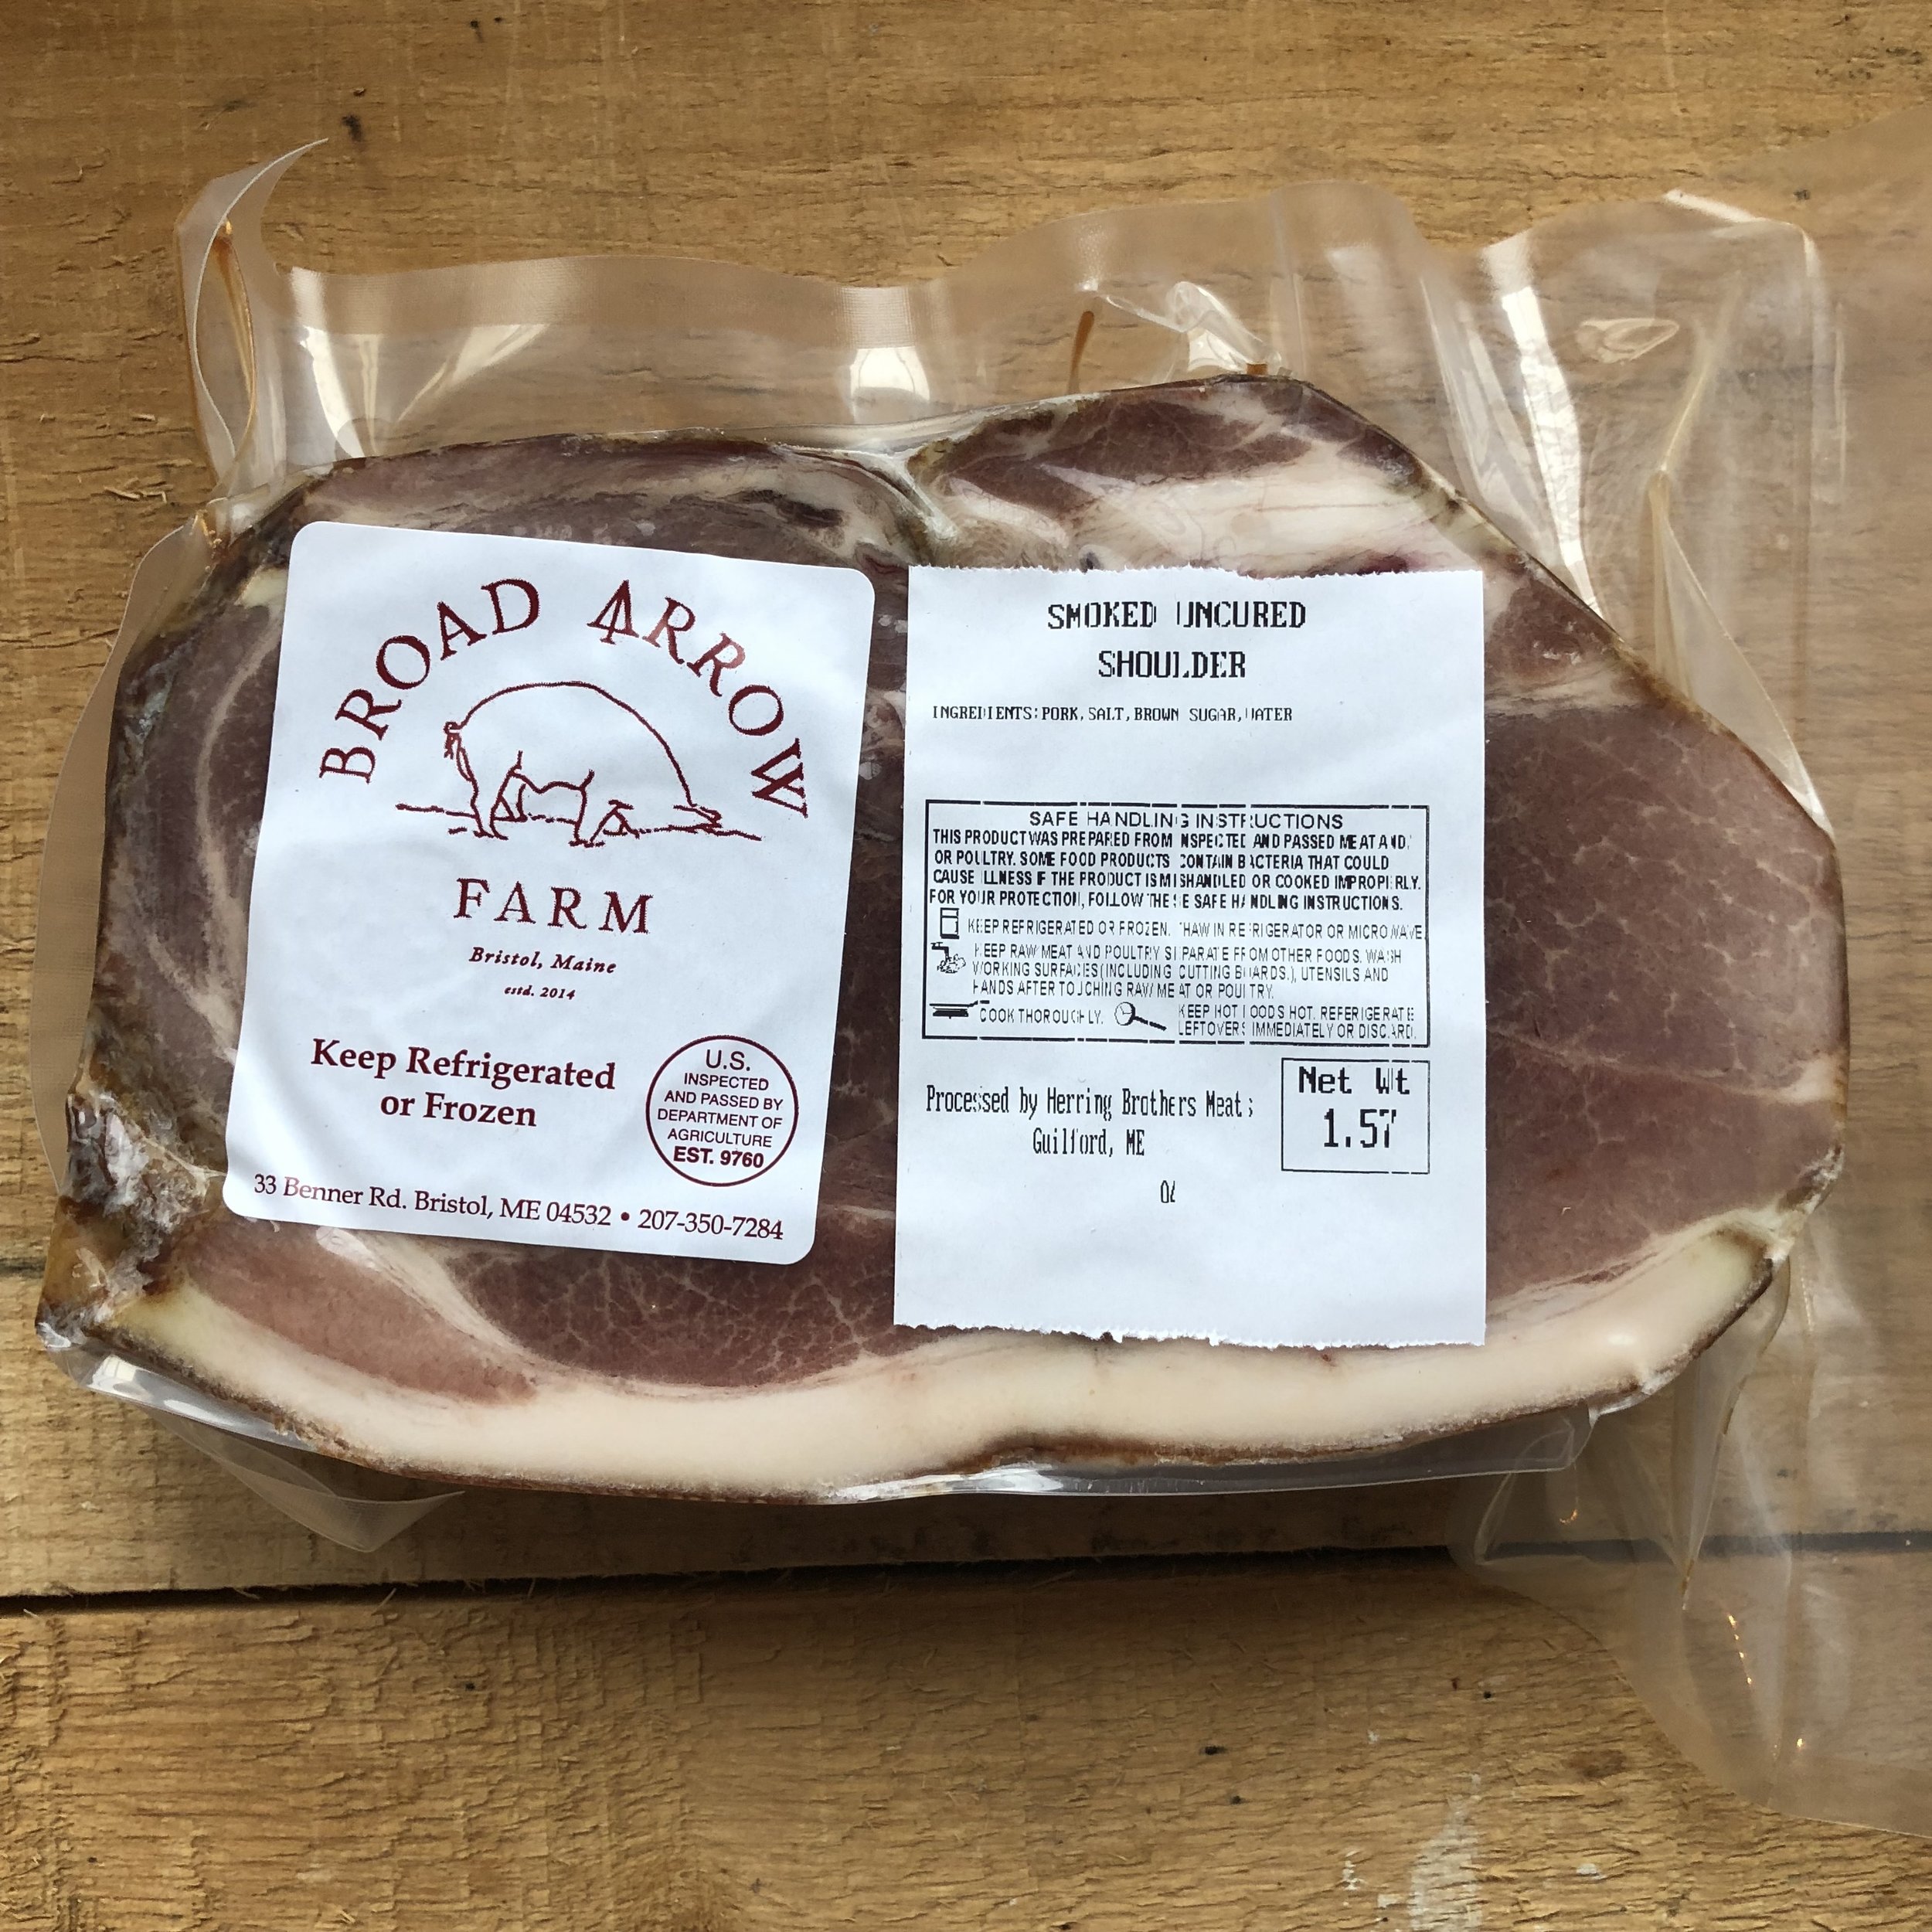 BROAD ARROW
FARM
Bristol, Maine
estd. 2014
Keep Refrigerated
or Frozen
U.S.
INSPECTED
AND PASSED BY
DEPARTMENT OF
AGRICULTURE
EST. 9760
33 Benner Rd. Bristol, ME 04532 • 207-350-7284
SMOKED UNCURED
SHOULDER
INGREDIENTS: PORK, SALT, BROWN SUGAR, WATER
SAFE HANDLING INSTRUCTIONS
THIS PRODUCT WAS PREPARED FROM INSPECTED AND PASSED MEAT AND/
OR POULTRY. SOME FOOD PRODUCTS CONTAIN BACTERIA THAT COULD
CAUSE ILLNESS IF THE PRODUCT IS MISHANDLED OR COOKED IMPROPERLY.
FOR YOUR PROTECTION, FOLLOW THESE SAFE HANDLING INSTRUCTIONS.
KEEP REFRIGERATED OR FROZEN. THAW IN REFRIGERATOR OR MICROWAVE.
KEEP RAW MEAT AND POULTRY SEPARATE FROM OTHER FOODS. WASH
WORKING SURFACES (INCLUDING CUTTING BOARDS.), UTENSILS AND
HANDS AFTER TOUCHING RAW MEAT OR POULTRY.
COOK THOROUGHLY.
KEEP HOT FOODS HOT. REFERIGERATE
LEFTOVERS IMMEDIATELY OR DISCARD.
Processed by Herring Brothers Meats
Guilford, ME
Net Wt
1.57